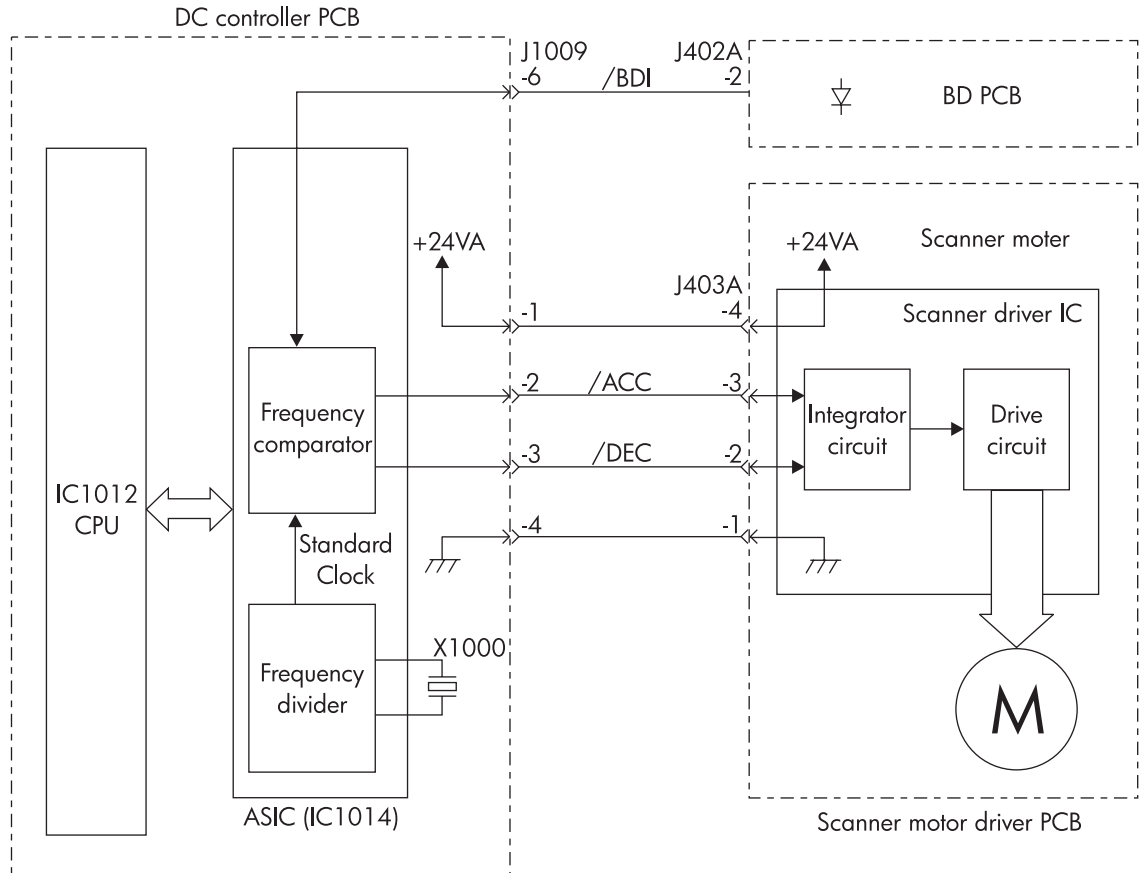 DC controller PCB
J1009
J402A
-6
/BDI
-2
BD PCB
+24VA
+24VA
Scanner moter
J403A
-1
-4
Scanner driver IC
-2
/ACC
-3
Frequency
comparator
Integrator
circuit
Drive
circuit
-3
/DEC
-2
IC1012
CPU
-4
-1
Standard
Clock
X1000
Frequency
divider
M
ASIC (IC1014)
Scanner motor driver PCB